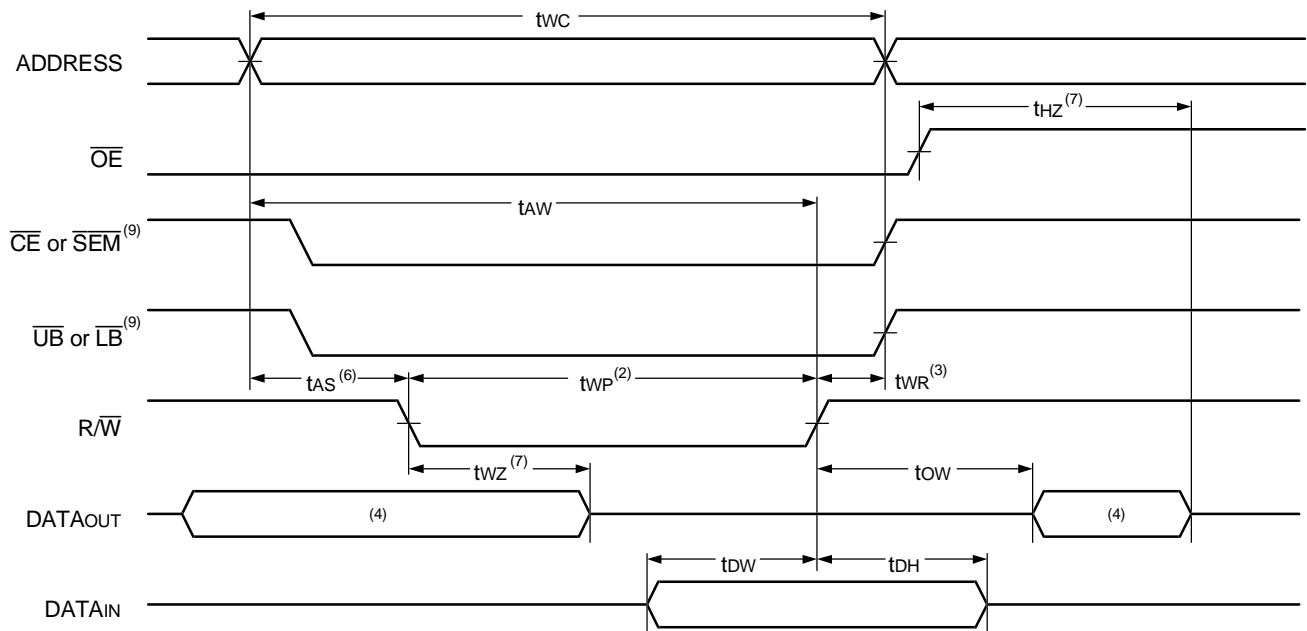 tWC
ADDRESS
tHZ(7)
OE
tAW
CE or SEM(9)
UB or LB(9)
tAS(6)
tWP(2)
tWR(3)
R/W
tWZ(7)
tOW
DATAOUT
(4)
(4)
tDW
tDH
DATAIN